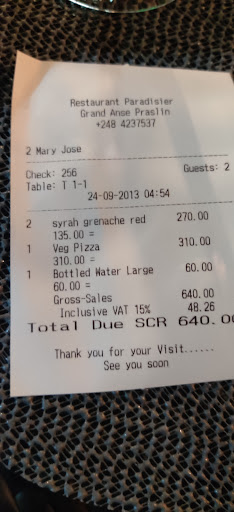 Restaurant Paradisier
Grand Anse Praslin
+248 4237537
2 Mary Jose
Check: 256 Guests: 2
Table: T 1-1
24-09-2013 04:54
2 syrah grenache red 270.00
135.00 =
1 Veg Pizza 310.00
310.00 =
1 Bottled Water Large 60.00
60.00 =
Gross-Sales 640.00
Inclusive VAT 15% 48.26
Total Due SCR 640.00
Thank you for your Visit......
See you soon